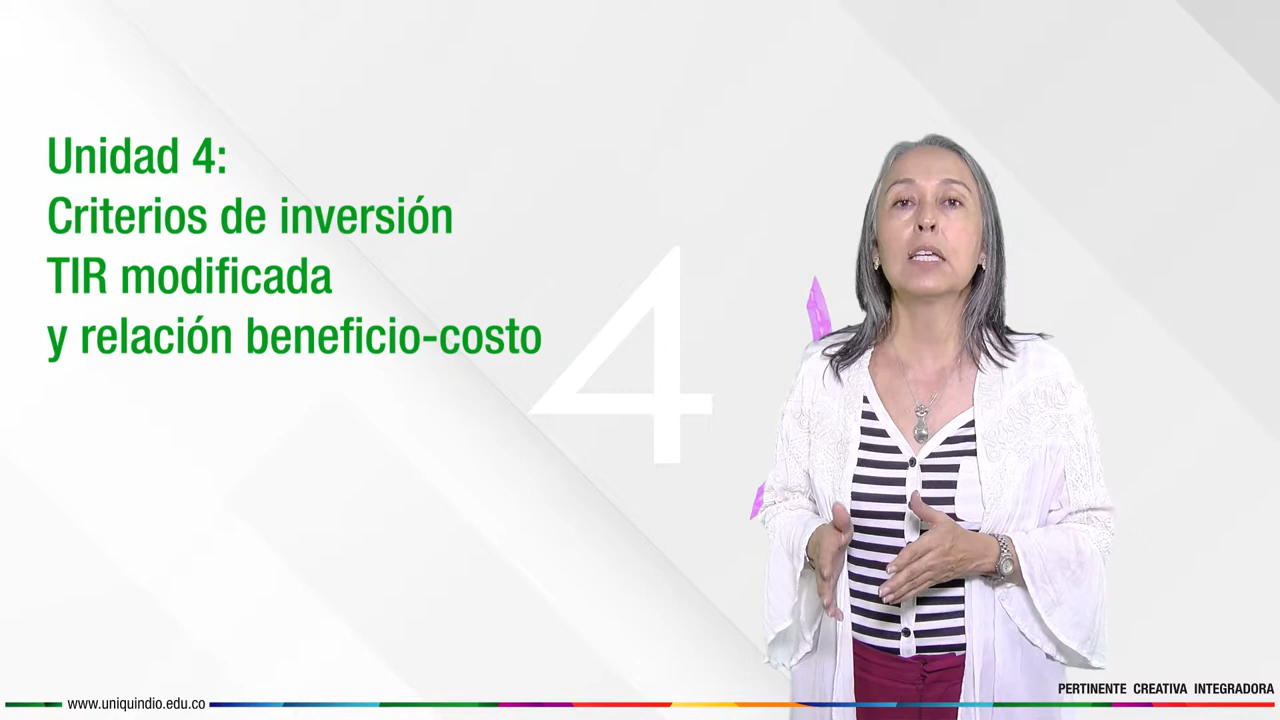 Unidad 4:
Criterios de inversión
TIR modificada
y relación beneficio-costo
4
PERTINENTE CREATIVA INTEGRADORA
www.uniquindio.edu.co